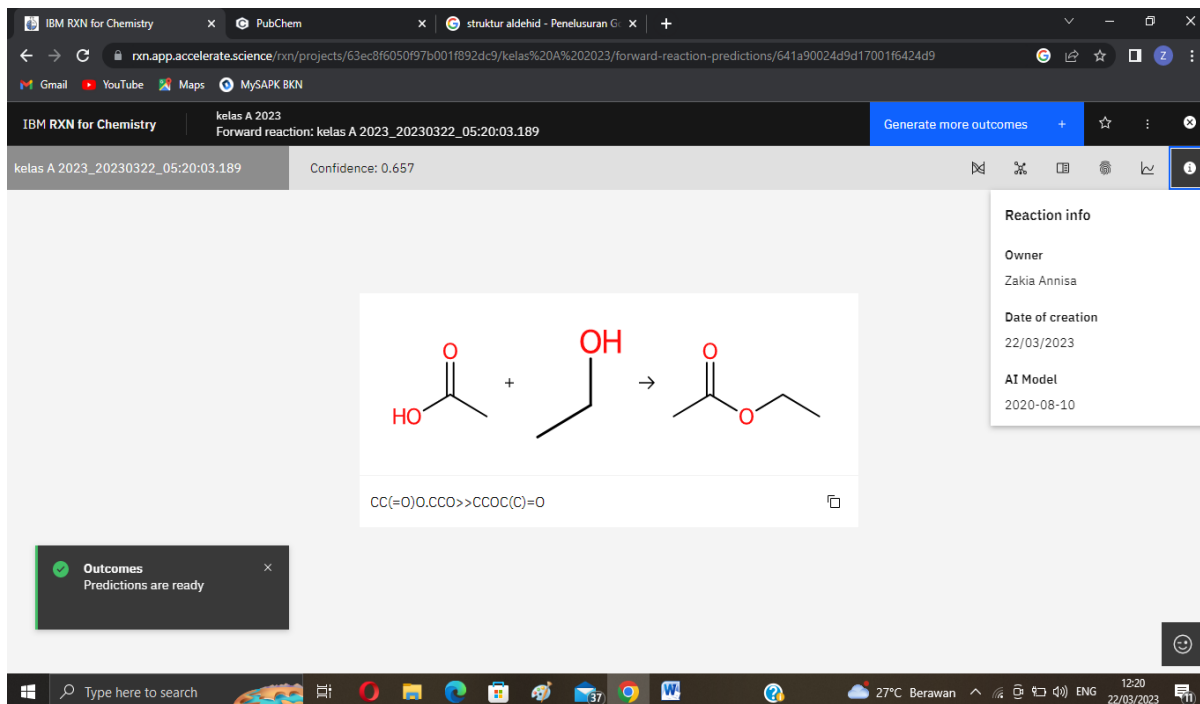 IBM RXN for Chemistry
PubChem
struktur aldehid - Penelusuran Go
rxn.app.accelerate.science/rxn/projects/63ec8f6050f97b001f892dc9/kelas%20A%202023/forward-reaction-predictions/641a90024d9d17001f6424d9
Z
Gmail
YouTube
Maps
MySAPK BKN
IBM RXN for Chemistry
kelas A 2023
Forward reaction: kelas A 2023_20230322_05:20:03.189
Generate more outcomes +
kelas A 2023_20230322_05:20:03.189
Confidence: 0.657
Reaction info
Owner
Zakia Annisa
Date of creation
22/03/2023
AI Model
2020-08-10
O
HO
+
OH
→
O
O
CC(=O)O.CCO>>CCOC(C)=O
Outcomes
Predictions are ready
Type here to search
37
27°C Berawan
ENG
12:20
22/03/2023
11